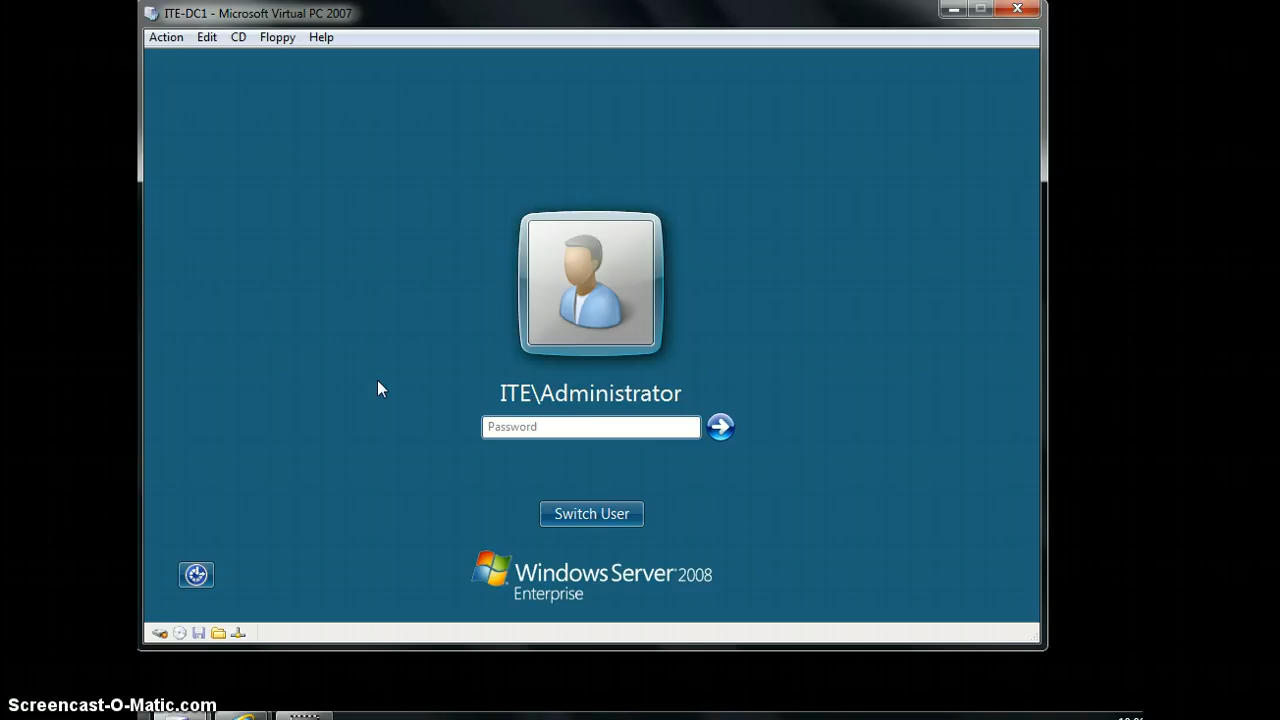 ITE-DC1 - Microsoft Virtual PC 2007
Action Edit CD Floppy Help
ITE\Administrator
Password
Switch User
Windows Server 2008
Enterprise
Screencast-O-Matic.com